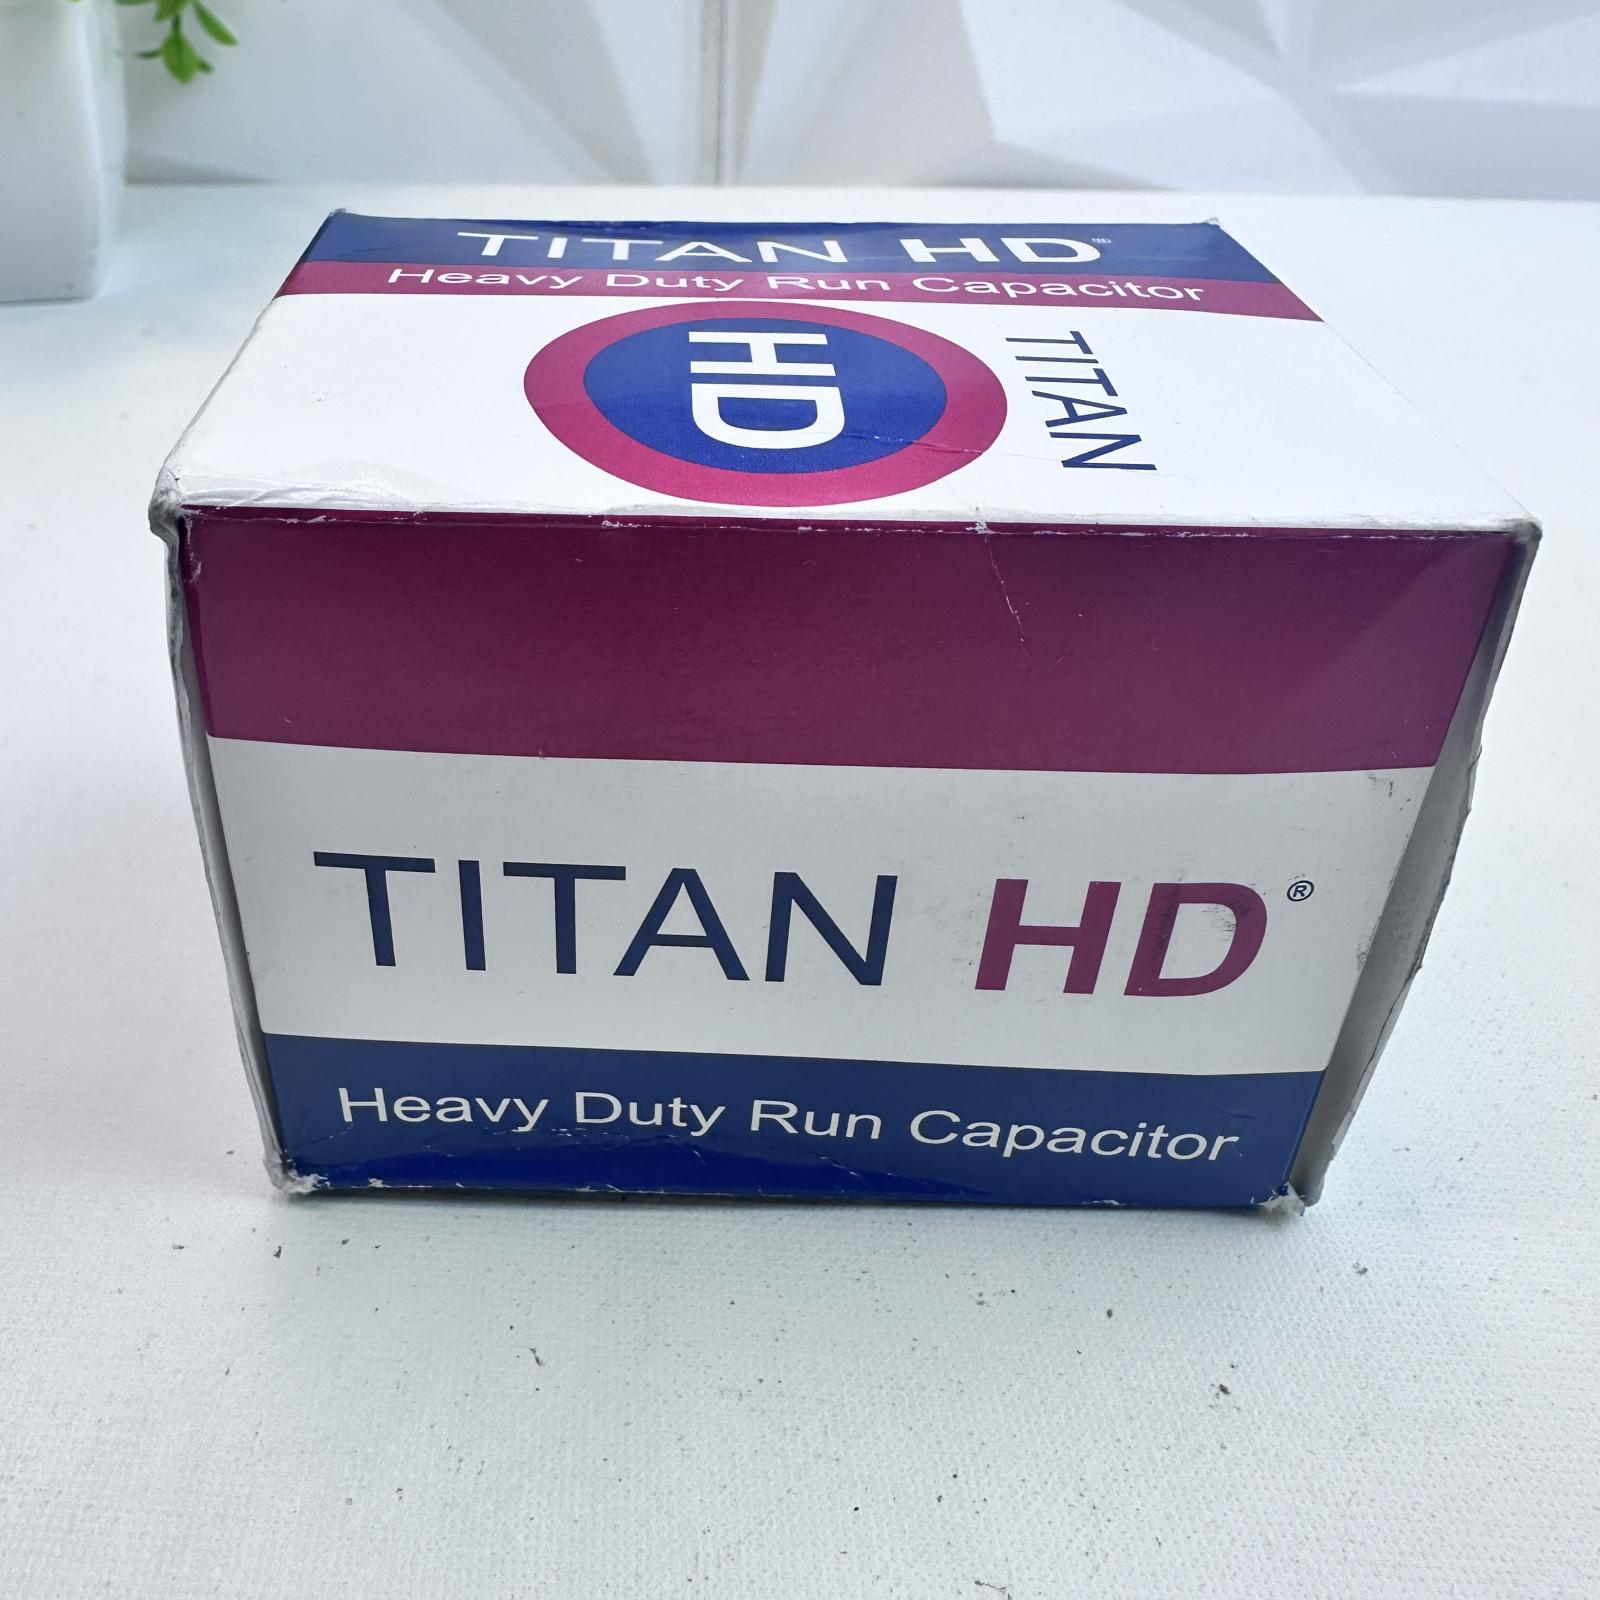 TITAN HD®
Heavy Duty Run Capacitor
HD
TITAN
TITAN HD®
Heavy Duty Run Capacitor